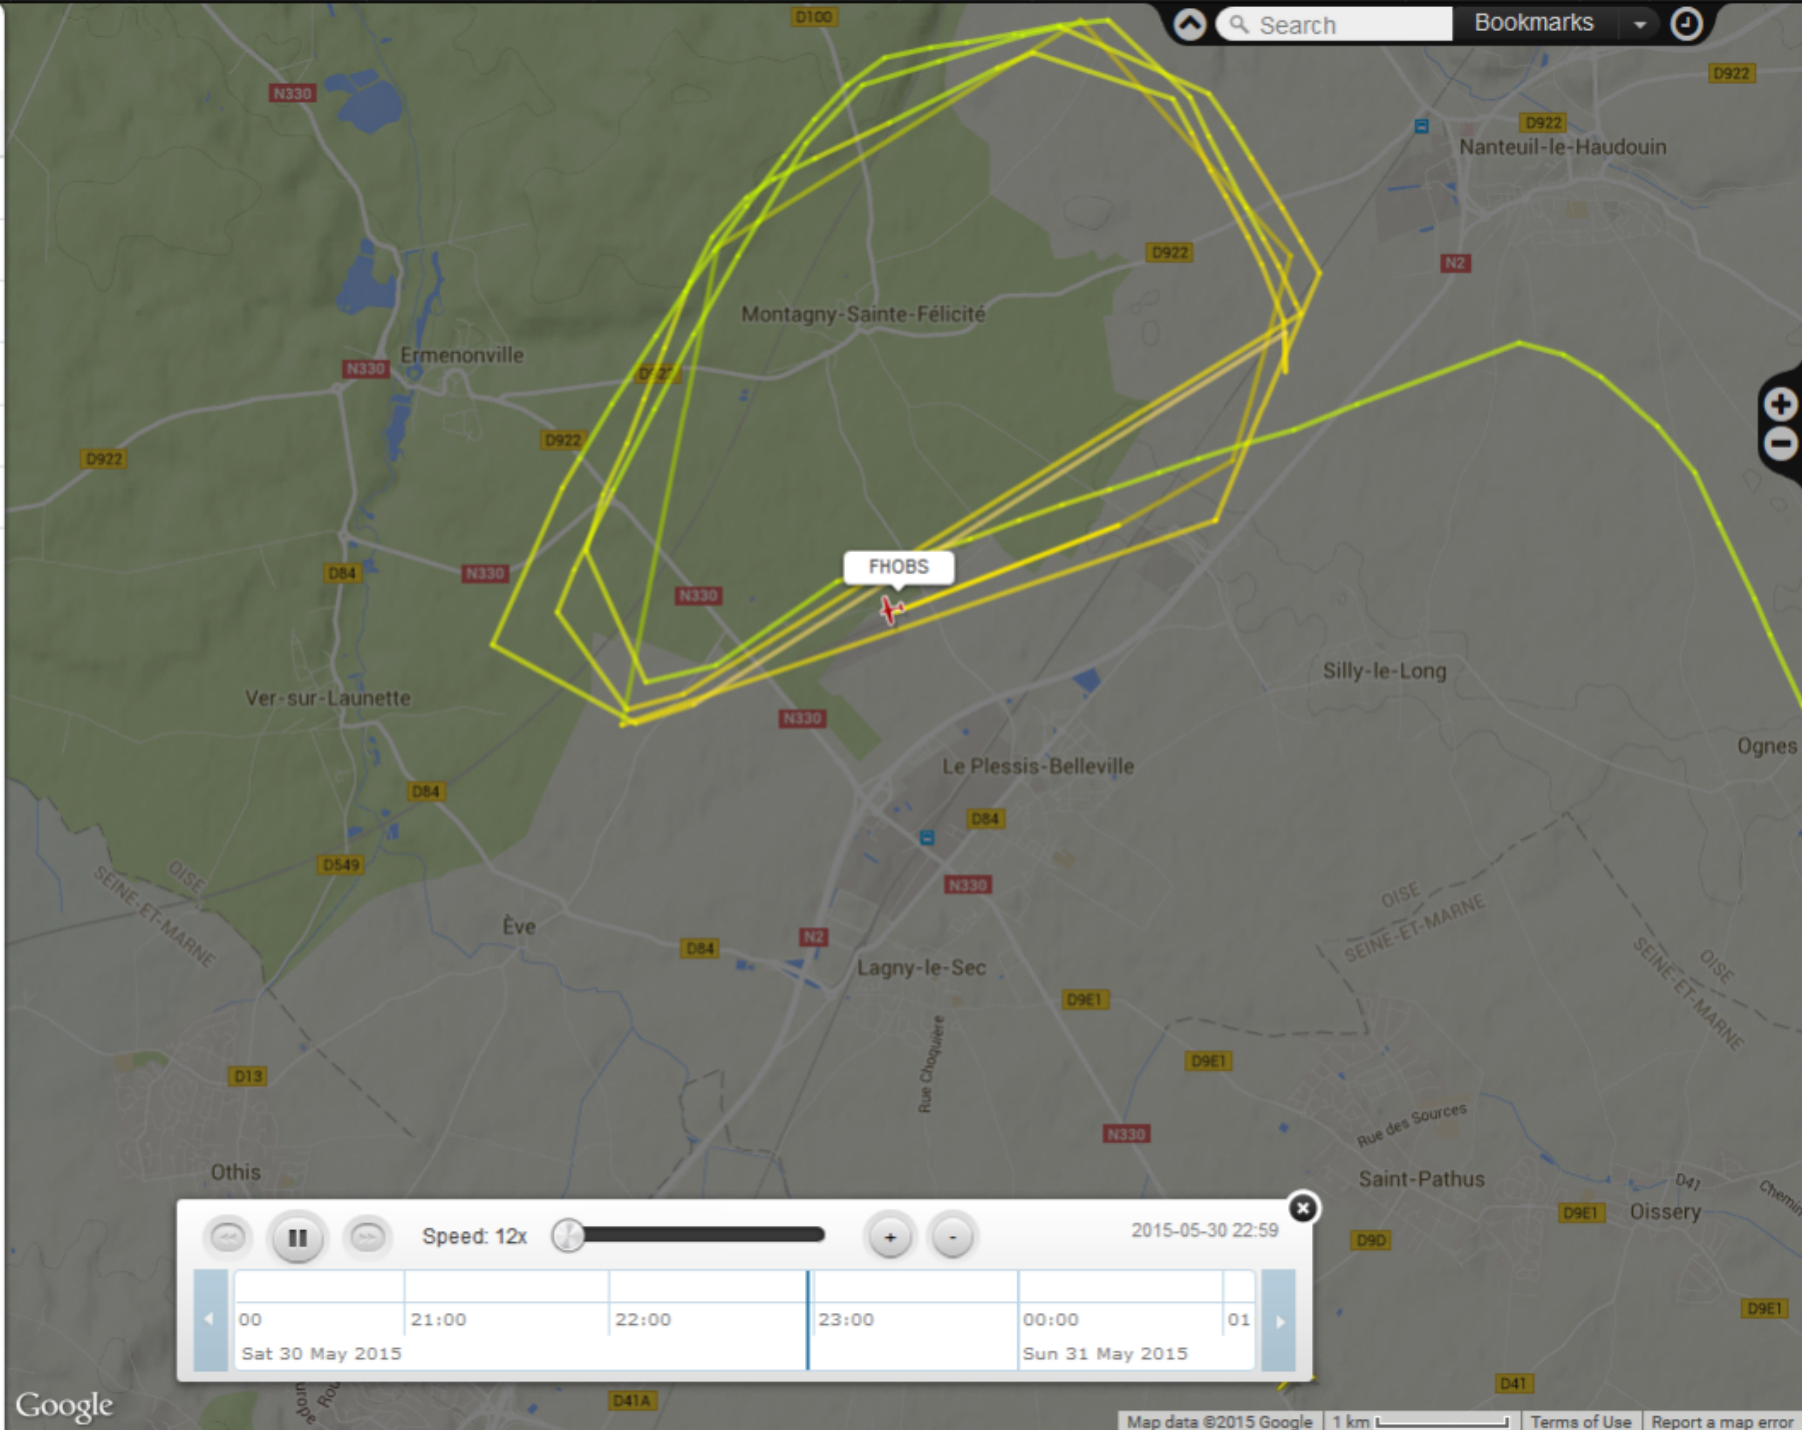 D100
Search
Bookmarks
D922
N330
D922
Nanteuil-le-Haudouin
D922
N2
Montagny-Sainte-Félicité
Ermenonville
N330
D922
D922
D922
FHOBS
D84
N330
N330
Silly-le-Long
Ver-sur-Launette
N330
Ognes
Le Plessis-Belleville
D84
D84
D549
OISE
SEINE-ET-MARNE
N330
OISE
SEINE-ET-MARNE
Ève
D84
N2
Lagny-le-Sec
OISE
SEINE-ET-MARNE
D9E1
Rue Choquière
D9E1
D13
Rue des Sources
N330
Othis
Saint-Pathus
D41
Chemin
D9E1
Oissery
D9D
Speed: 12x
+
-
2015-05-30 22:59
00
21:00
22:00
23:00
00:00
01
Sat 30 May 2015
Sun 31 May 2015
D9E1
D41
D41A
Google
Map data ©2015 Google
1 km
Terms of Use
Report a map error